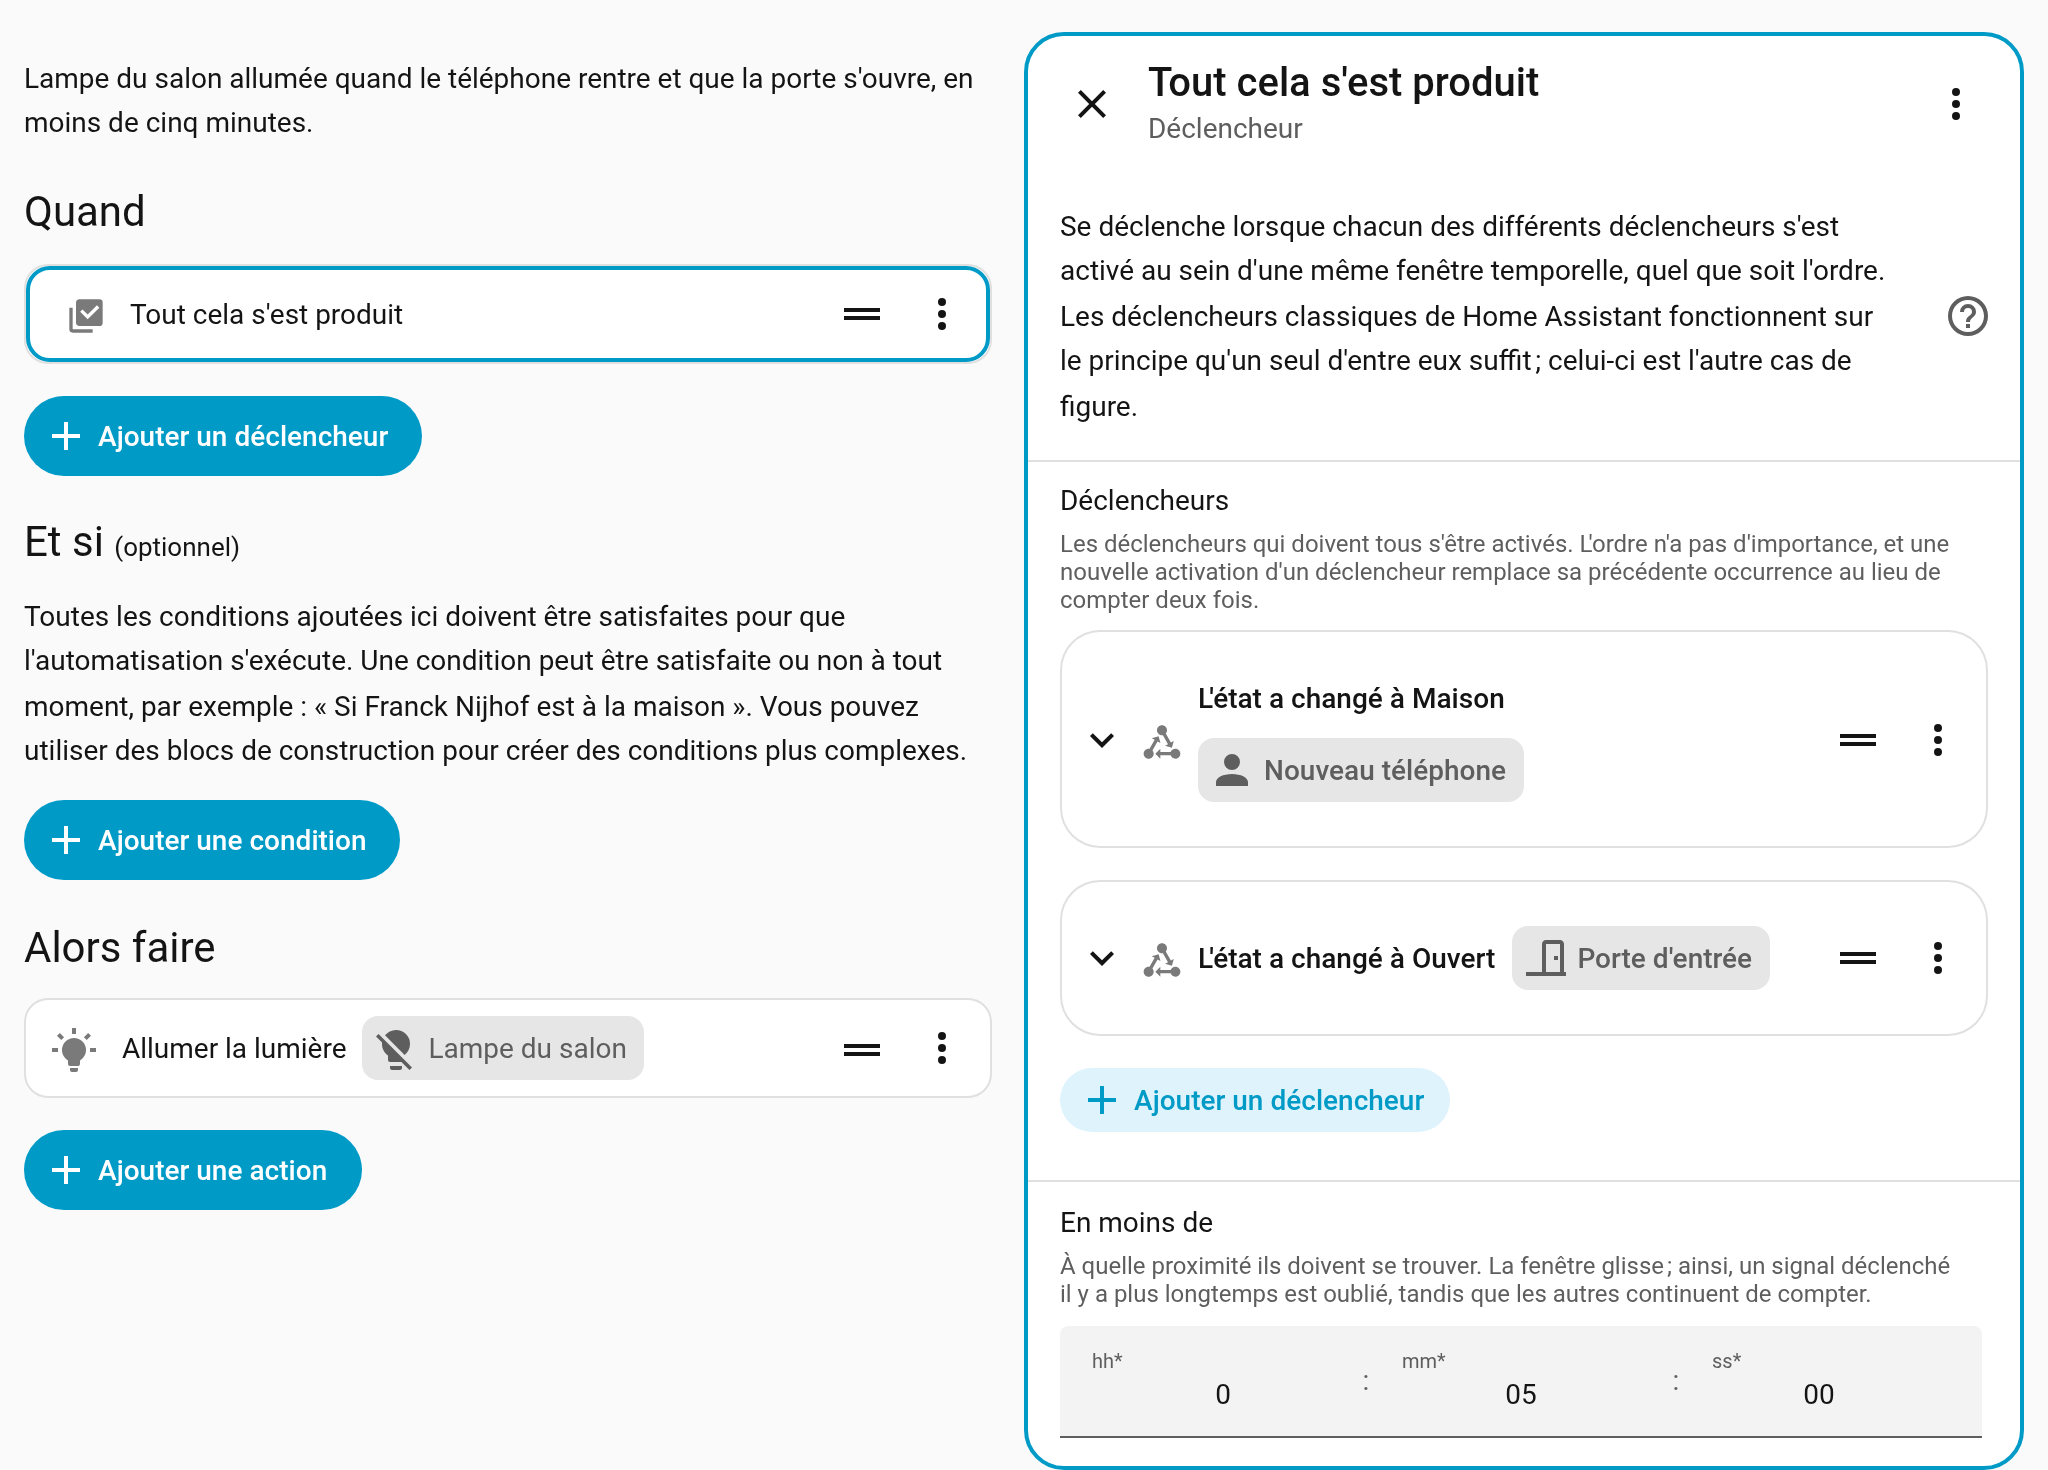 Lampe du salon allumée quand le téléphone rentre et que la porte s'ouvre, en
moins de cinq minutes.
Quand
Tout cela s'est produit
Ajouter un déclencheur
Et si (optionnel)
Toutes les conditions ajoutées ici doivent être satisfaites pour que
l'automatisation s'exécute. Une condition peut être satisfaite ou non à tout
moment, par exemple : « Si Franck Nijhof est à la maison ». Vous pouvez
utiliser des blocs de construction pour créer des conditions plus complexes.
Ajouter une condition
Alors faire
Allumer la lumière Lampe du salon
Ajouter une action
Tout cela s'est produit
Déclencheur
Se déclenche lorsque chacun des différents déclencheurs s'est
activé au sein d'une même fenêtre temporelle, quel que soit l'ordre.
Les déclencheurs classiques de Home Assistant fonctionnent sur
le principe qu'un seul d'entre eux suffit ; celui-ci est l'autre cas de
figure.
Déclencheurs
Les déclencheurs qui doivent tous s'être activés. L'ordre n'a pas d'importance, et une
nouvelle activation d'un déclencheur remplace sa précédente occurrence au lieu de
compter deux fois.
L'état a changé à Maison
Nouveau téléphone
L'état a changé à Ouvert Porte d'entrée
Ajouter un déclencheur
En moins de
À quelle proximité ils doivent se trouver. La fenêtre glisse ; ainsi, un signal déclenché
il y a plus longtemps est oublié, tandis que les autres continuent de compter.
hh* mm* ss*
0 : 05 : 00